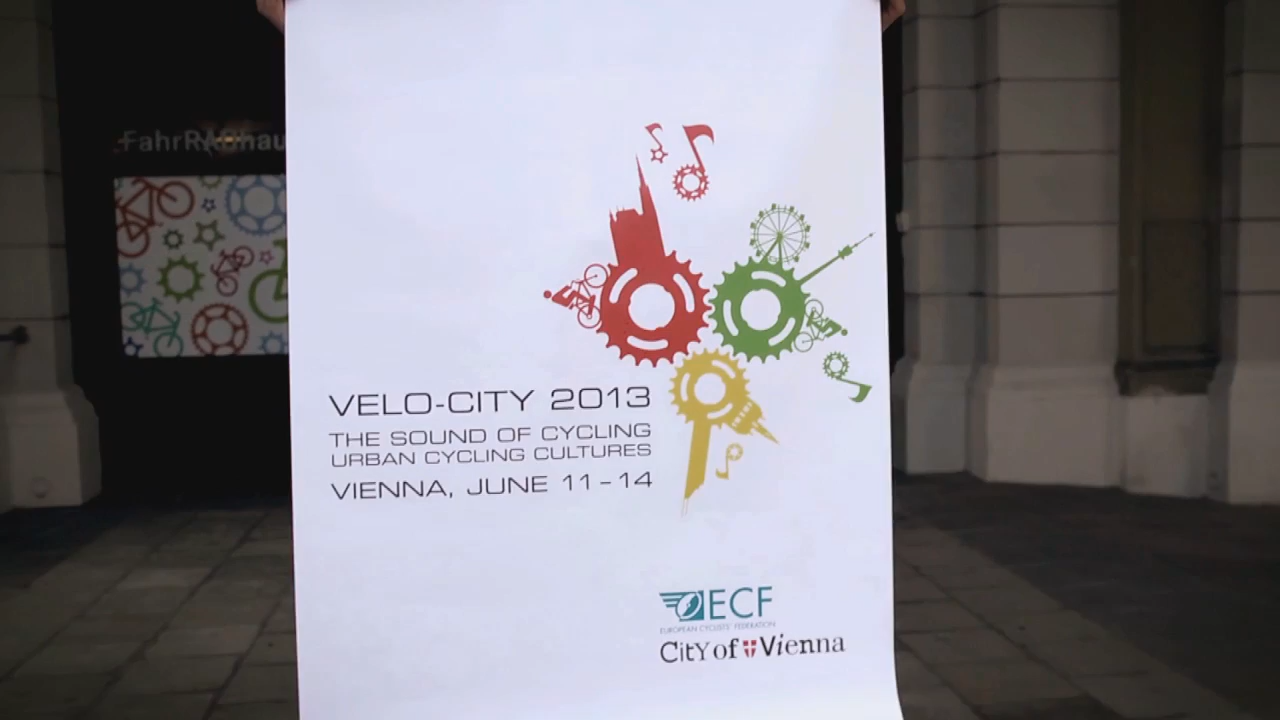 FahrRADhau
VELO-CITY 2013
THE SOUND OF CYCLING
URBAN CYCLING CULTURES
VIENNA, JUNE 11–14
ECF
EUROPEAN CYCLISTS' FEDERATION
City of Vienna